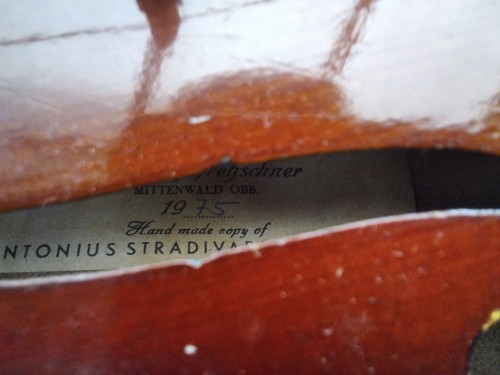 MITTENWALD OBB.
1975
Hand made copy of
NTONIUS STRADIVA